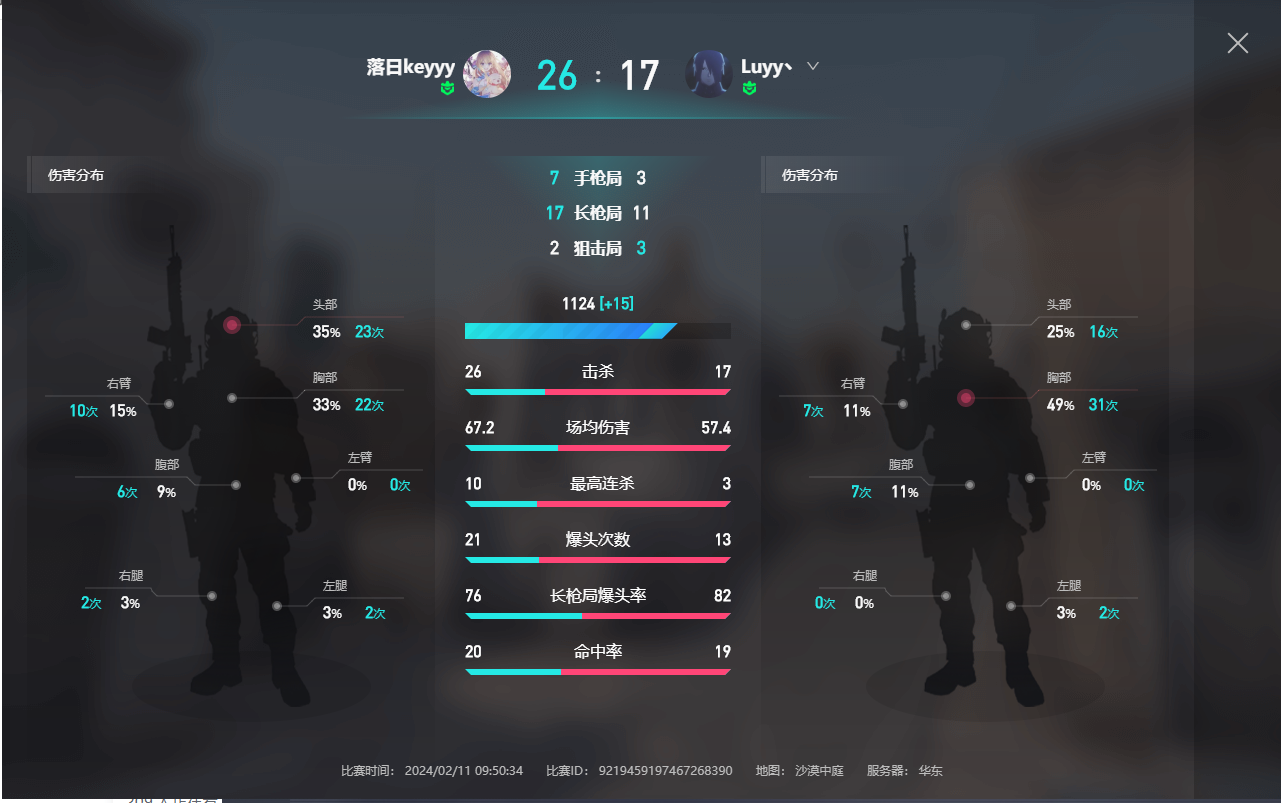 落日keyyy 26 : 17 Luyy丶
伤害分布
头部
35% 23次
右臂
10次 15%
胸部
33% 22次
腹部
6次 9%
左臂
0% 0次
右腿
2次 3%
左腿
3% 2次
7 手枪局 3
17 长枪局 11
2 狙击局 3
1124 [+15]
26 击杀 17
67.2 场均伤害 57.4
10 最高连杀 3
21 爆头次数 13
76 长枪局爆头率 82
20 命中率 19
伤害分布
头部
25% 16次
右臂
7次 11%
胸部
49% 31次
腹部
7次 11%
左臂
0% 0次
右腿
0次 0%
左腿
3% 2次
比赛时间: 2024/02/11 09:50:34 比赛ID: 9219459197467268390 地图: 沙漠中庭 服务器: 华东